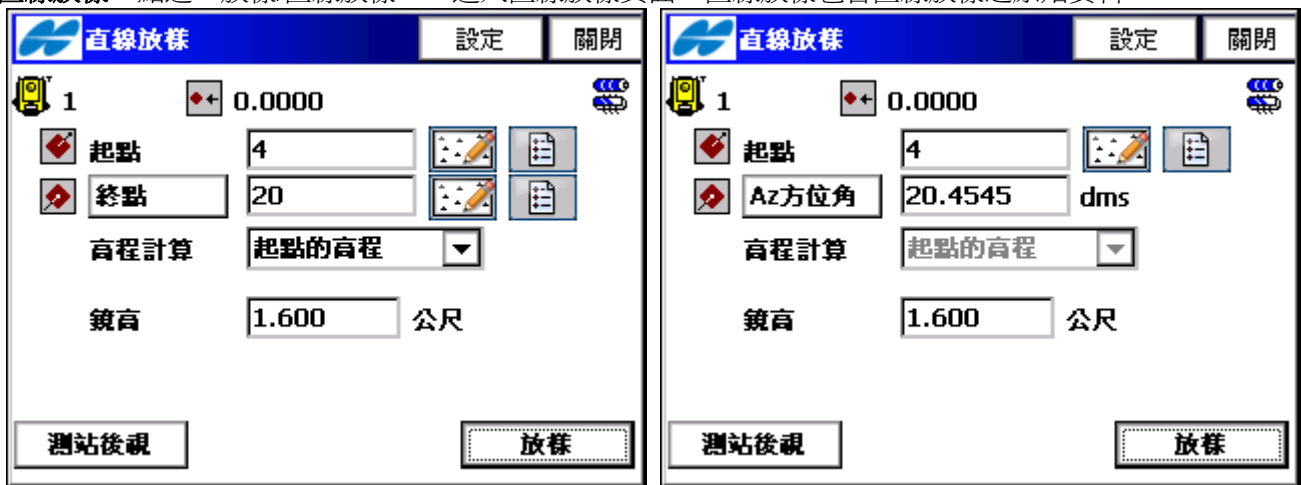 直線放樣 設定 關閉
1 0.0000
起點 4
終點 20
高程計算 起點的高程
鏡高 1.600 公尺
測站後視 放樣
直線放樣 設定 關閉
1 0.0000
起點 4
Az方位角 20.4545 dms
高程計算 起點的高程
鏡高 1.600 公尺
測站後視 放樣